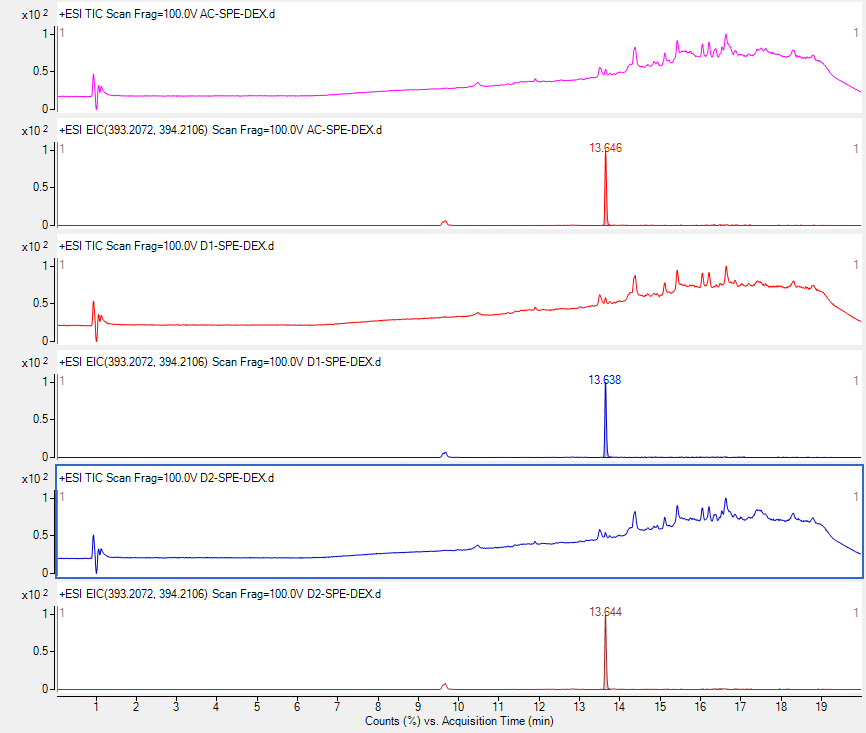 x10 2 +ESI TIC Scan Frag=100.0V AC-SPE-DEX.d
1 1 1
0.5
0
x10 2 +ESI EIC(393.2072, 394.2106) Scan Frag=100.0V AC-SPE-DEX.d
1 1 13.646 1
0.5
0
x10 2 +ESI TIC Scan Frag=100.0V D1-SPE-DEX.d
1 1 1
0.5
0
x10 2 +ESI EIC(393.2072, 394.2106) Scan Frag=100.0V D1-SPE-DEX.d
1 1 13.638 1
0.5
0
x10 2 +ESI TIC Scan Frag=100.0V D2-SPE-DEX.d
1 1 1
0.5
0
x10 2 +ESI EIC(393.2072, 394.2106) Scan Frag=100.0V D2-SPE-DEX.d
1 1 13.644 1
0.5
0
1 2 3 4 5 6 7 8 9 10 11 12 13 14 15 16 17 18 19
Counts (%) vs. Acquisition Time (min)